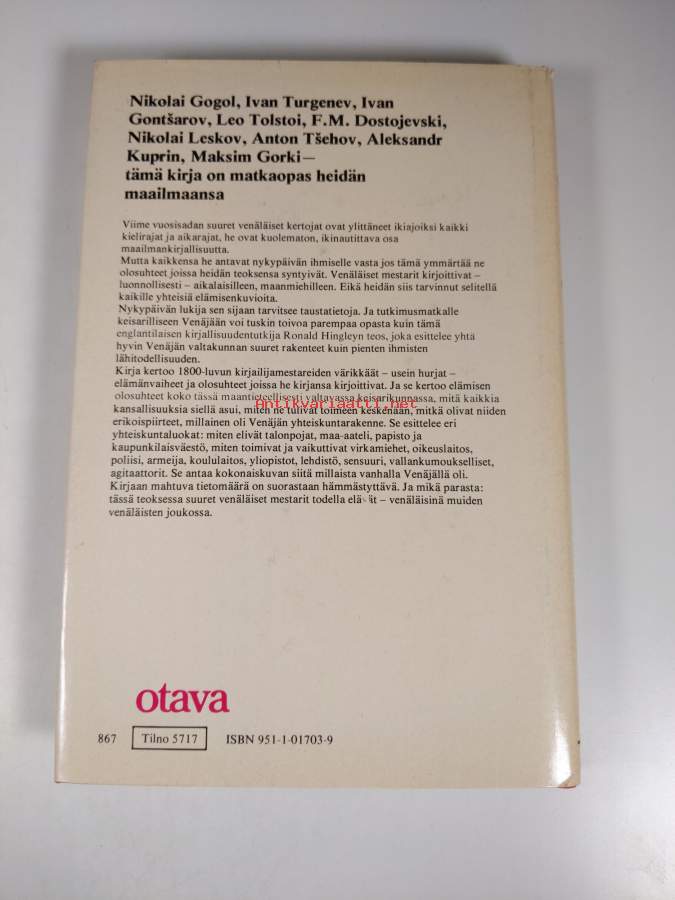 Nikolai Gogol, Ivan Turgenev, Ivan
Gontšarov, Leo Tolstoi, F.M. Dostojevski,
Nikolai Leskov, Anton Tšehov, Aleksandr
Kuprin, Maksim Gorki —
tämä kirja on matkaopas heidän
maailmaansa
Viime vuosisadan suuret venäläiset kertojat ovat ylittäneet ikiajoiksi kaikki
kielirajat ja aikarajat, he ovat kuolematon, ikinautittava osa
maailmankirjallisuutta.
Mutta kaikkensa he antavat nykypäivän ihmiselle vasta jos tämä ymmärtää ne
olosuhteet joissa heidän teoksensa syntyivät. Venäläiset mestarit kirjoittivat –
luonnollisesti – aikalaisilleen, maanmiehilleen. Eikä heidän siis tarvinnut selitellä
kaikille yhteisiä elämisenkuvioita.
Nykypäivän lukija sen sijaan tarvitsee taustatietoja. Ja tutkimusmatkalle
keisarilliseen Venäjään voi tuskin toivoa parempaa opasta kuin tämä
englantilaisen kirjallisuudentutkija Ronald Hingleyn teos, joka esittelee yhtä
hyvin Venäjän valtakunnan suuret rakenteet kuin pienten ihmisten
lähitodellisuuden.
Kirja kertoo 1800-luvun kirjailijamestareiden värikkäät – usein hurjat –
elämänvaiheet ja olosuhteet joissa he kirjansa kirjoittivat. Ja se kertoo elämisen
olosuhteet koko tässä maantieteellisesti valtavassa keisarikunnassa, mitä kaikkia
antikvariaatti.net
kansallisuuksia siellä asui, miten ne tulivat toimeen keskenään, mitkä olivat niiden
erikoispiirteet, millainen oli Venäjän yhteiskuntarakenne. Se esittelee eri
yhteiskuntaluokat: miten elivät talonpojat, maa-aateli, papisto ja
kaupunkilaisväestö, miten toimivat ja vaikuttivat virkamiehet, oikeuslaitos,
poliisi, armeija, koululaitos, yliopistot, lehdistö, sensuuri, vallankumoukselliset,
agitaattorit. Se antaa kokonaiskuvan siitä millaista vanhalla Venäjällä oli.
Kirjaan mahtuva tietomäärä on suorastaan hämmästyttävä. Ja mikä parasta:
tässä teoksessa suuret venäläiset mestarit todella elävät – venäläisinä muiden
venäläisten joukossa.
otava
867 Tilno 5717 ISBN 951-1-01703-9